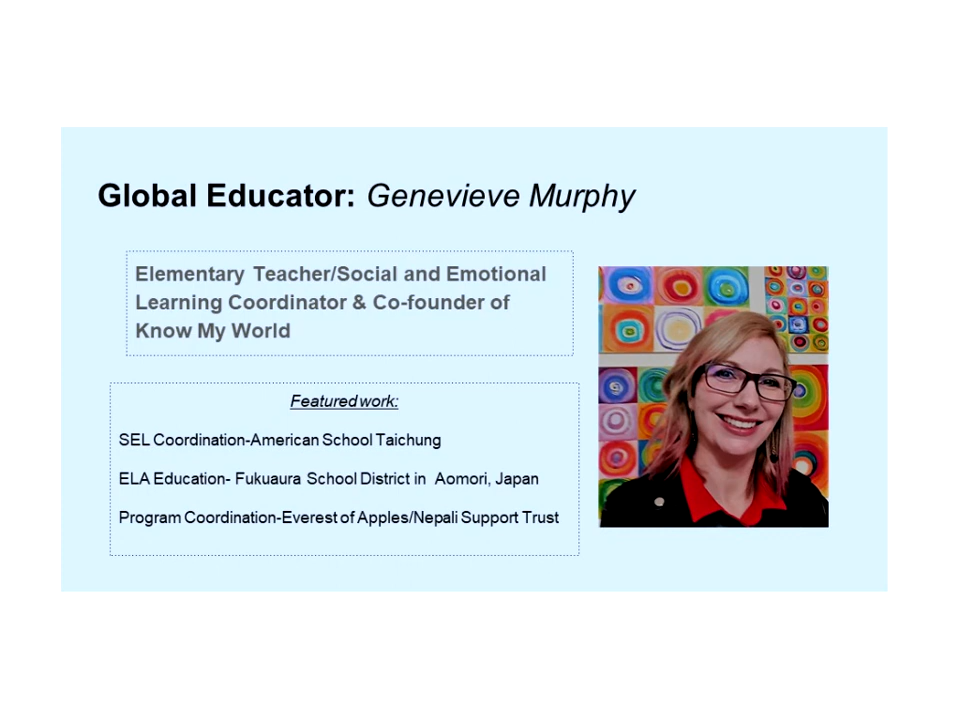 Global Educator: Genevieve Murphy
Elementary Teacher/Social and Emotional
Learning Coordinator & Co-founder of
Know My World
Featured work:
SEL Coordination-American School Taichung
ELA Education- Fukuaura School District in Aomori, Japan
Program Coordination-Everest of Apples/Nepali Support Trust